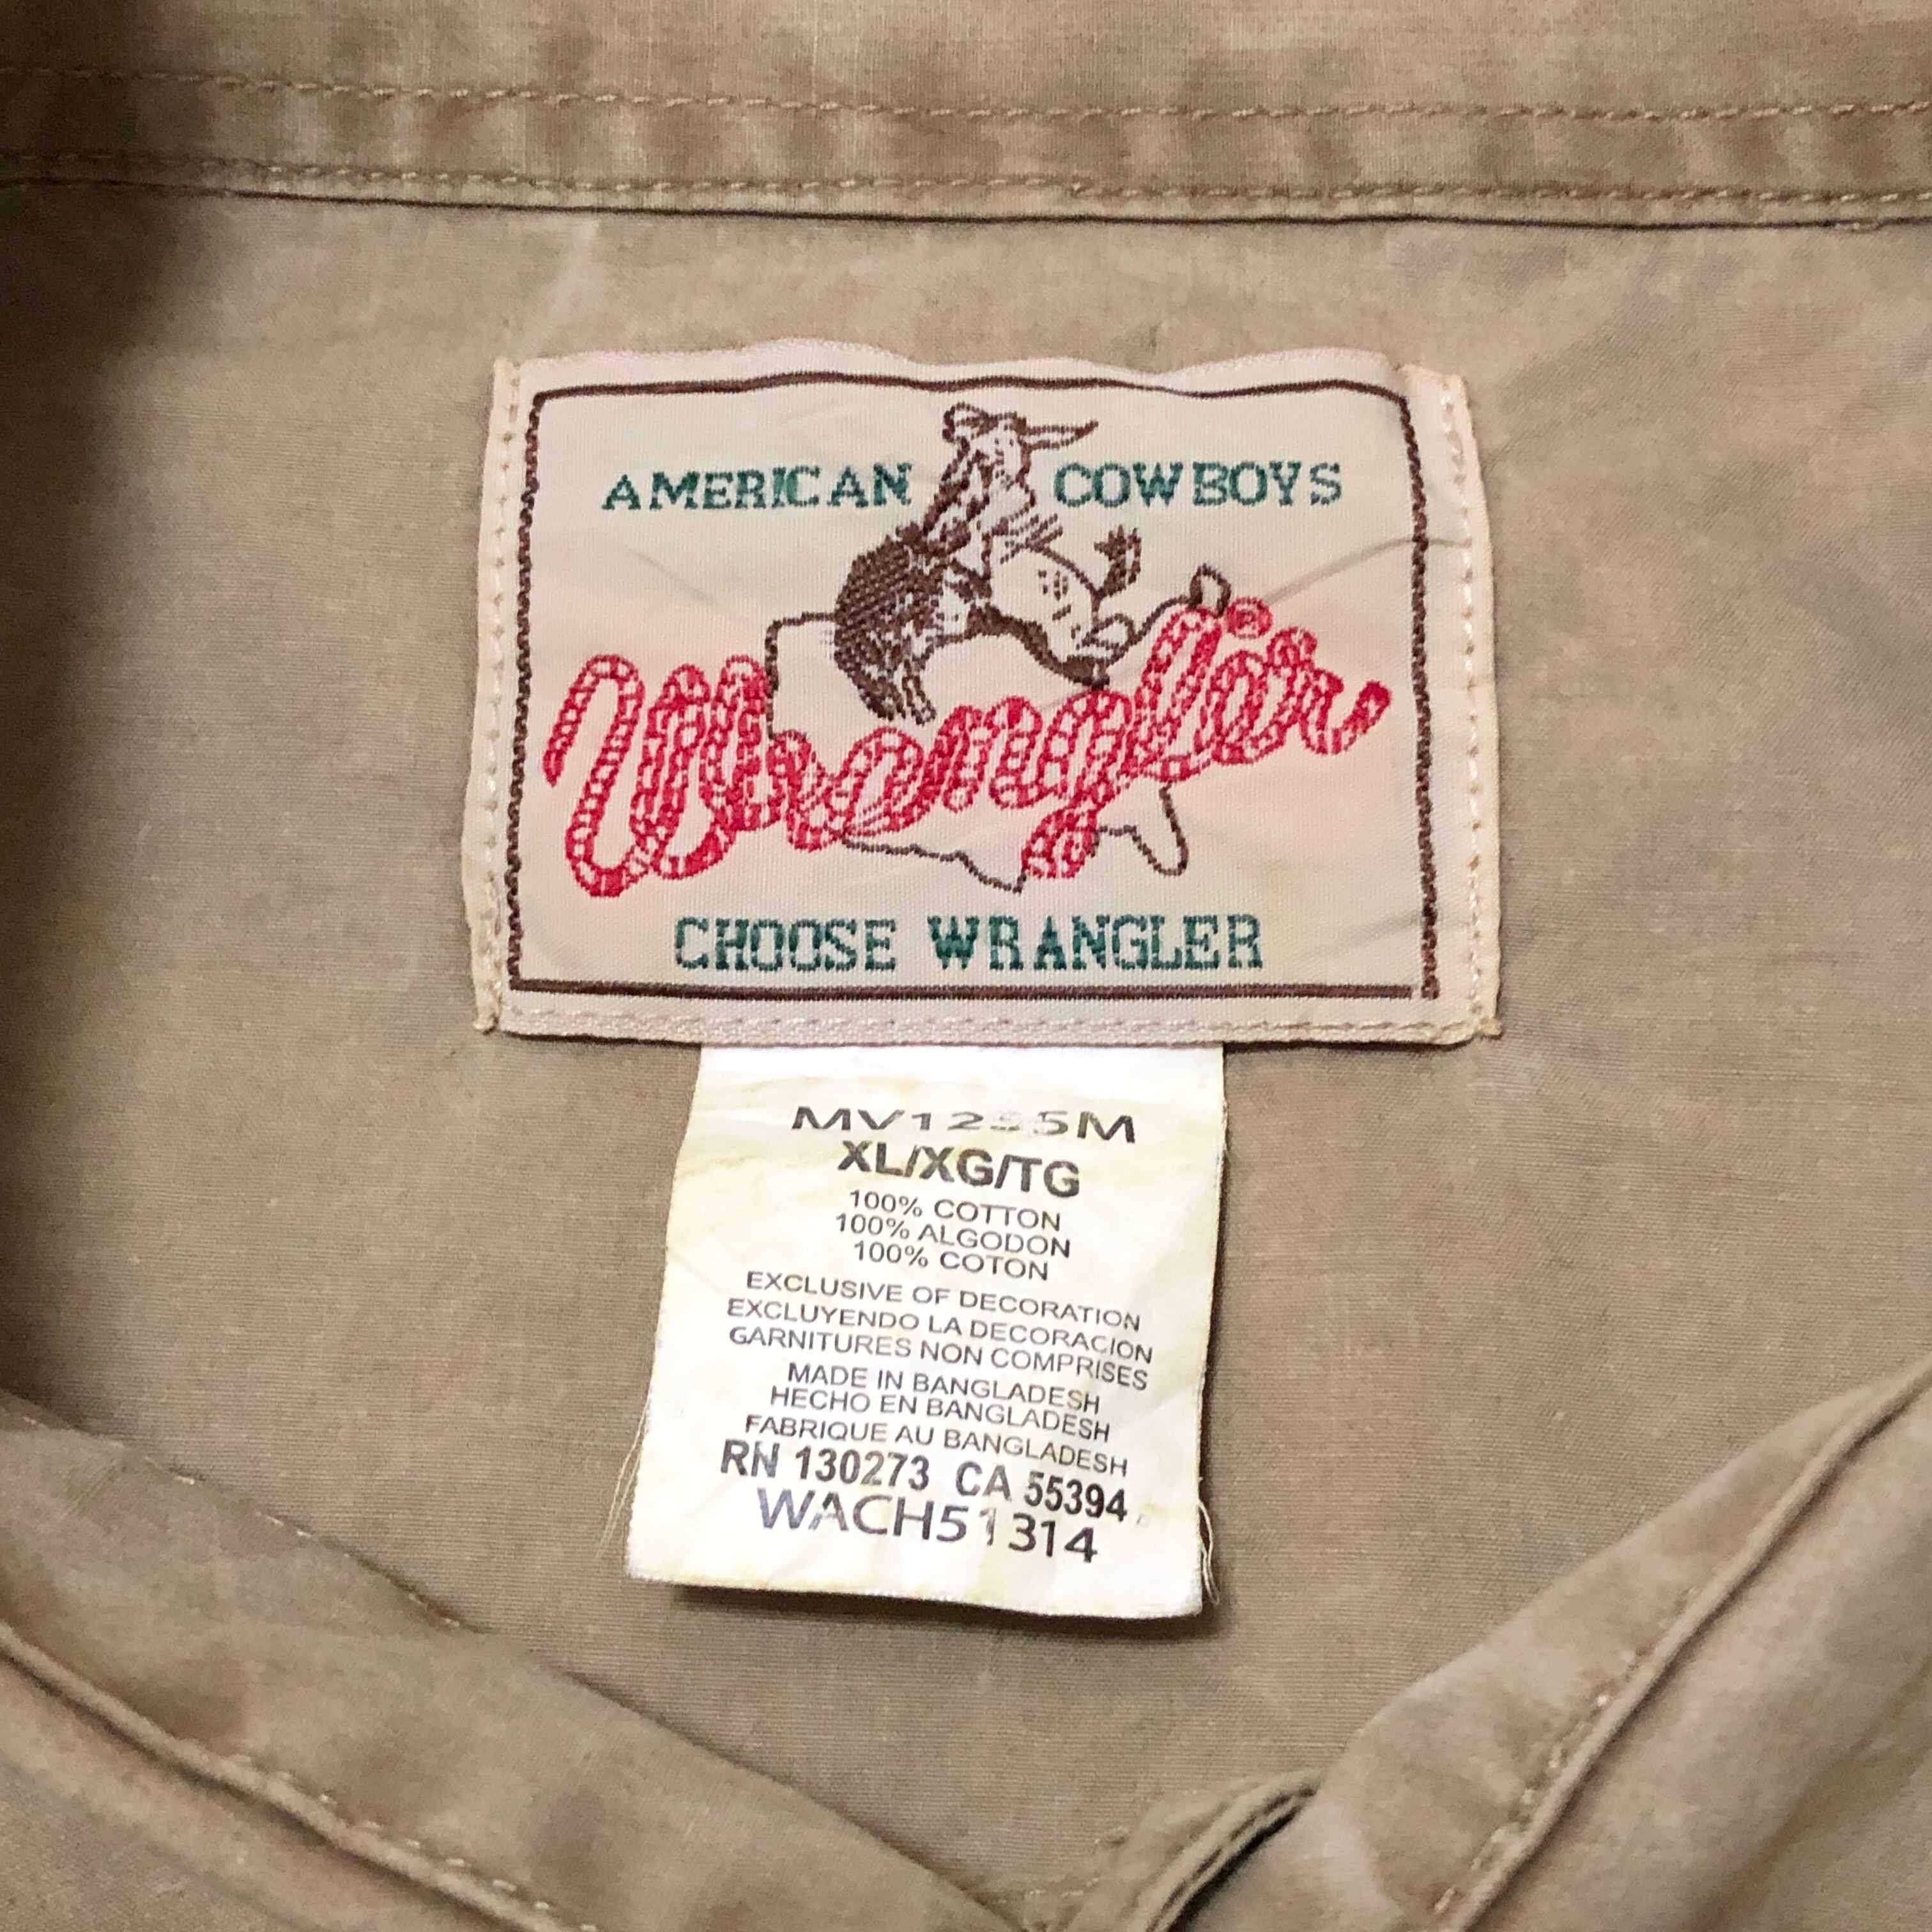 AMERICAN COWBOYS
Wrangler
CHOOSE WRANGLER
XL/XG/TG
100% COTTON
100% ALGODON
100% COTON
EXCLUSIVE OF DECORATION
EXCLUYENDO LA DECORACION
GARNITURES NON COMPRISES
MADE IN BANGLADESH
HECHO EN BANGLADESH
FABRIQUE AU BANGLADESH
RN 130273 CA 55394
WACH51314